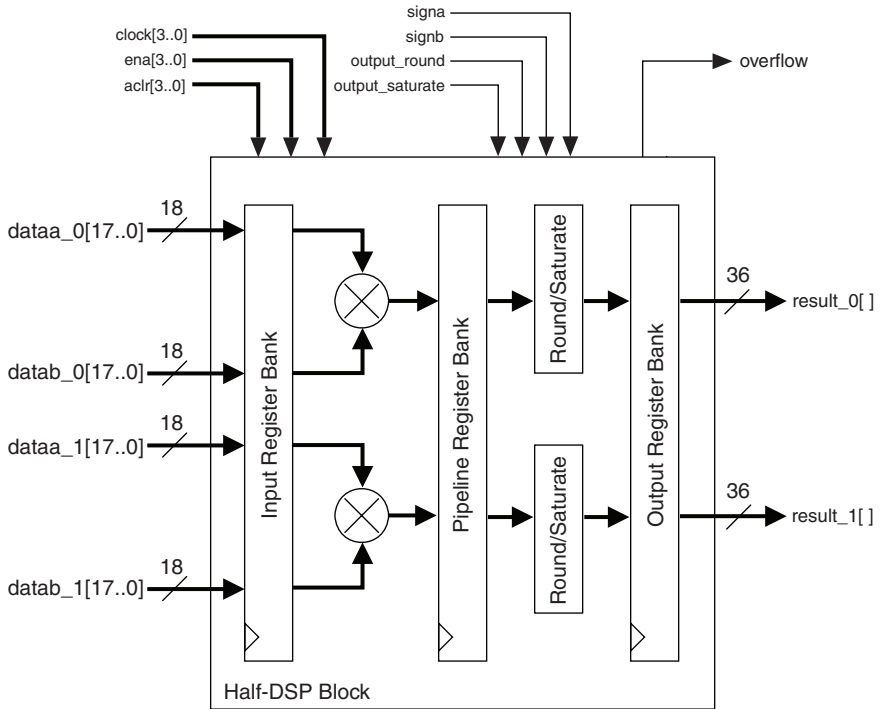 clock[3..0]
ena[3..0]
aclr[3..0]
signa
signb
output_round
output_saturate
overflow
dataa_0[17..0]
18
datab_0[17..0]
18
dataa_1[17..0]
18
datab_1[17..0]
18
Input Register Bank
Pipeline Register Bank
Round/Saturate
Round/Saturate
Output Register Bank
36
result_0[ ]
36
result_1[ ]
Half-DSP Block